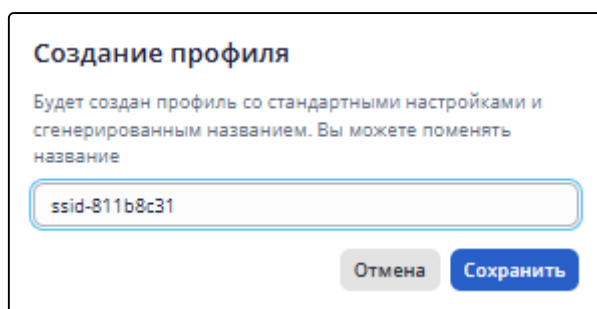 Создание профиля
Будет создан профиль со стандартными настройками и
сгенерированным названием. Вы можете поменять
название
ssid-811b8c31
Отмена
Сохранить